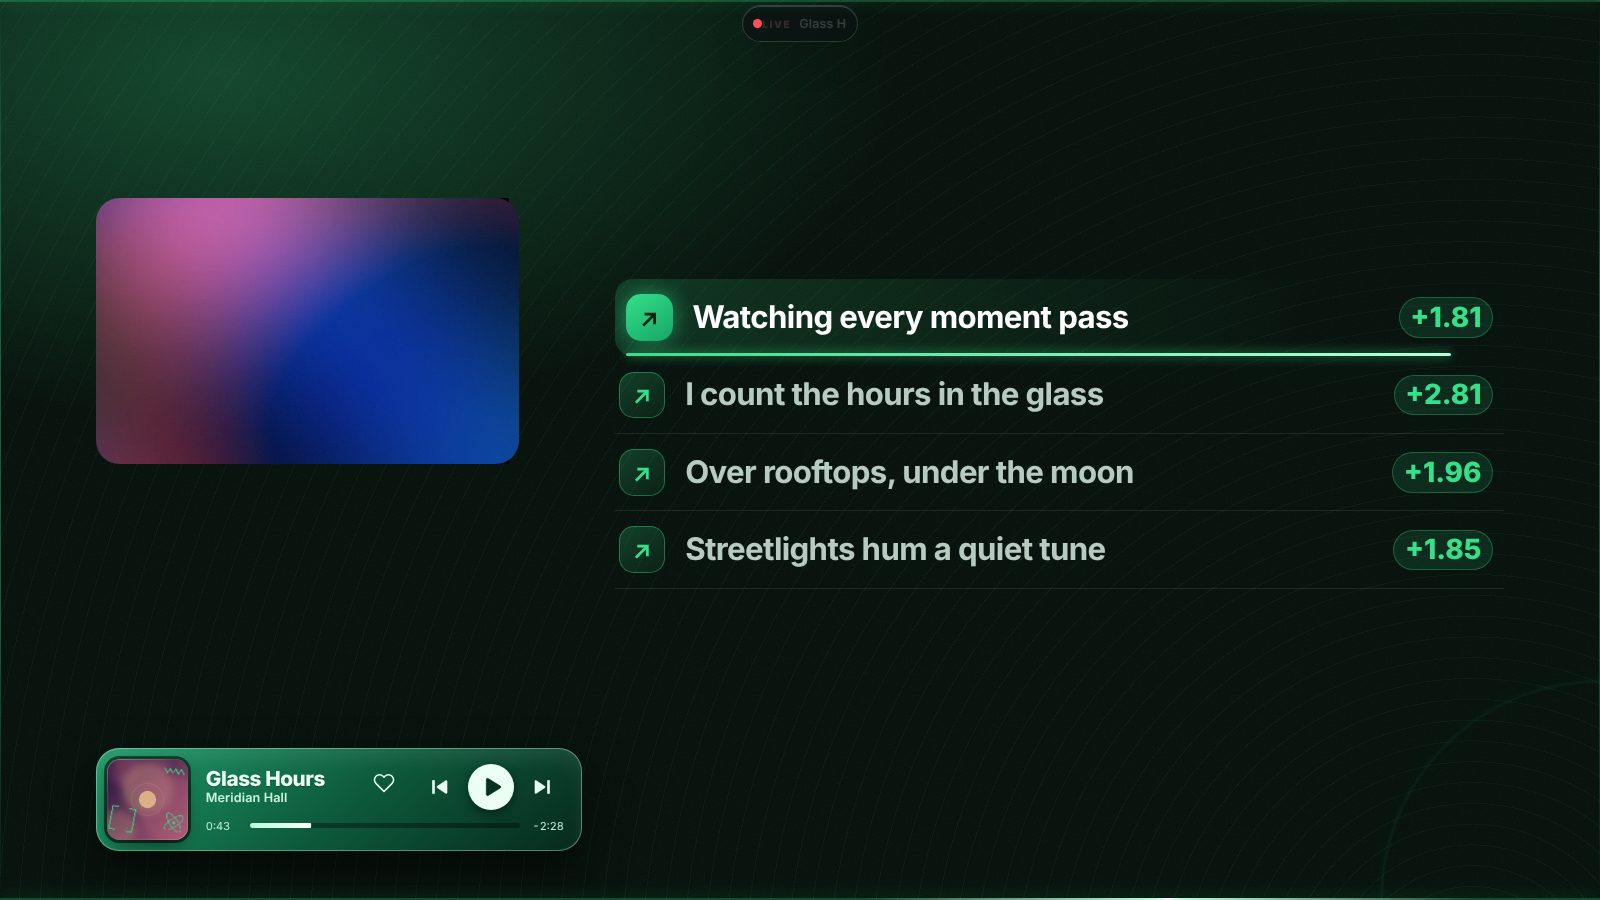 LIVE Glass H
Watching every moment pass +1.81
I count the hours in the glass +2.81
Over rooftops, under the moon +1.96
Streetlights hum a quiet tune +1.85
Glass Hours
Meridian Hall
0:43 -2:28